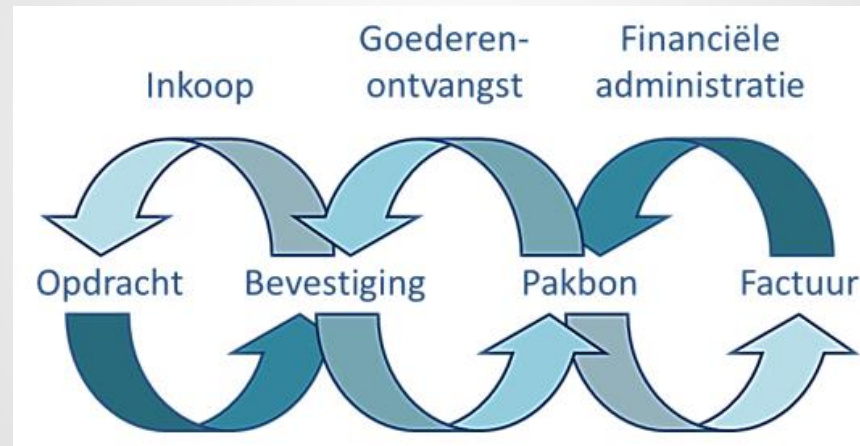 Inkoop
Goederen-
ontvangst
Financiële
administratie
Opdracht
Bevestiging
Pakbon
Factuur